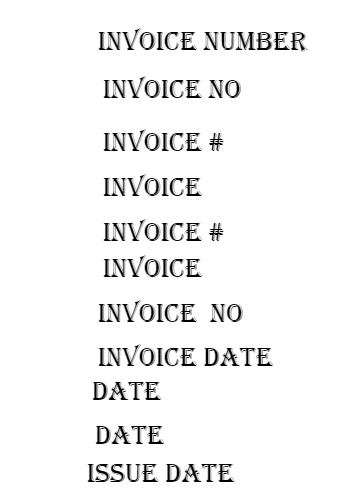 INVOICE NUMBER
INVOICE NO
INVOICE #
INVOICE
INVOICE #
INVOICE
INVOICE NO
INVOICE DATE
DATE
DATE
ISSUE DATE